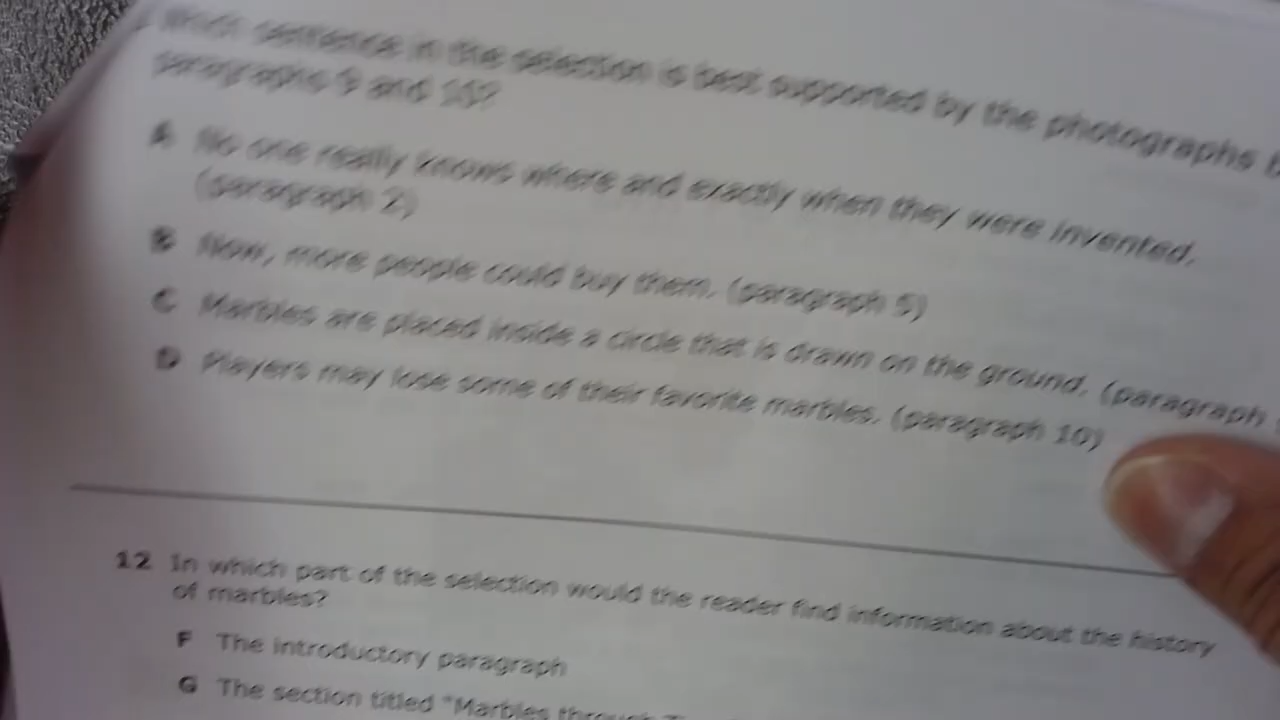 Which sentence in the selection is best supported by the photographs
paragraphs 9 and 10?
A No one really knows where and exactly when they were invented.
(paragraph 2)
B Now, more people could buy them. (paragraph 5)
C Marbles are placed inside a circle that is drawn on the ground. (paragraph
D Players may lose some of their favorite marbles. (paragraph 10)
12 In which part of the selection would the reader find information about the history
of marbles?
F The introductory paragraph
G The section titled "Marbles through